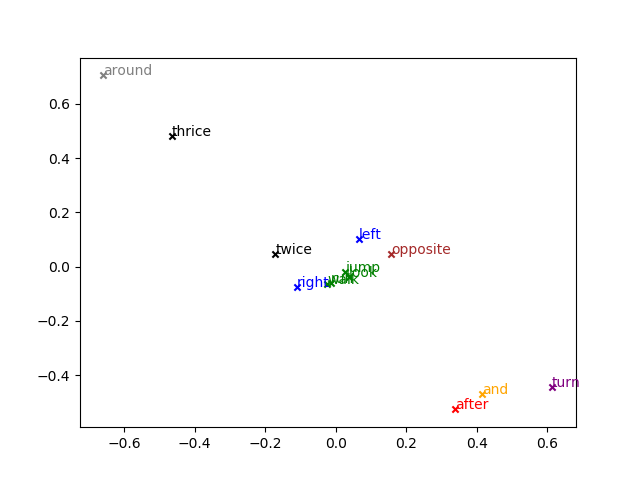 around
thrice
left
twice
opposite
jump
look
right
walk
turn
and
after
0.6
0.4
0.2
0.0
−0.2
−0.4
−0.6 −0.4 −0.2 0.0 0.2 0.4 0.6